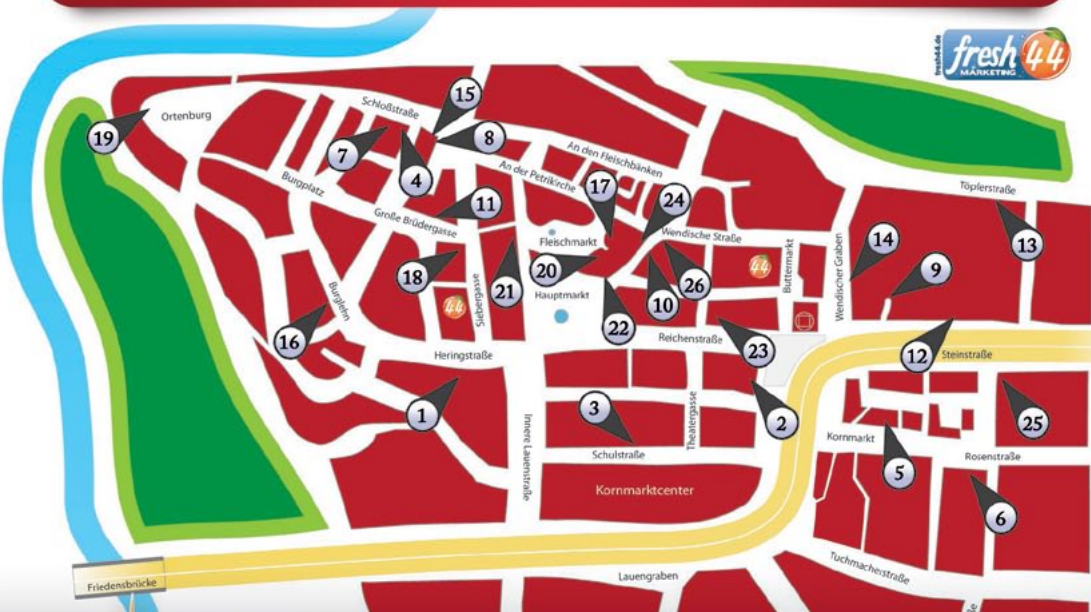 fresh44.de
fresh 44
MARKETING
15
Schloßstraße
19
Ortenburg
8
7
An den Fleischbänken
4
An der Petrikirche
17
Töpferstraße
Burgplatz
24
11
Große Brüdergasse
Wendische Straße
14
13
Fleischmarkt
44
Buttermarkt
Wendischer Graben
9
18
20
26
Siebergasse
21
10
Hauptmarkt
44
Burglehn
22
16
Reichenstraße
23
12
Steinstraße
Heringstraße
1
3
Theatergasse
2
25
Innere Lauenstraße
Kornmarkt
Schulstraße
Rosenstraße
5
Kornmarktcenter
6
Tuchmacherstraße
Lauengraben
Friedensbrücke